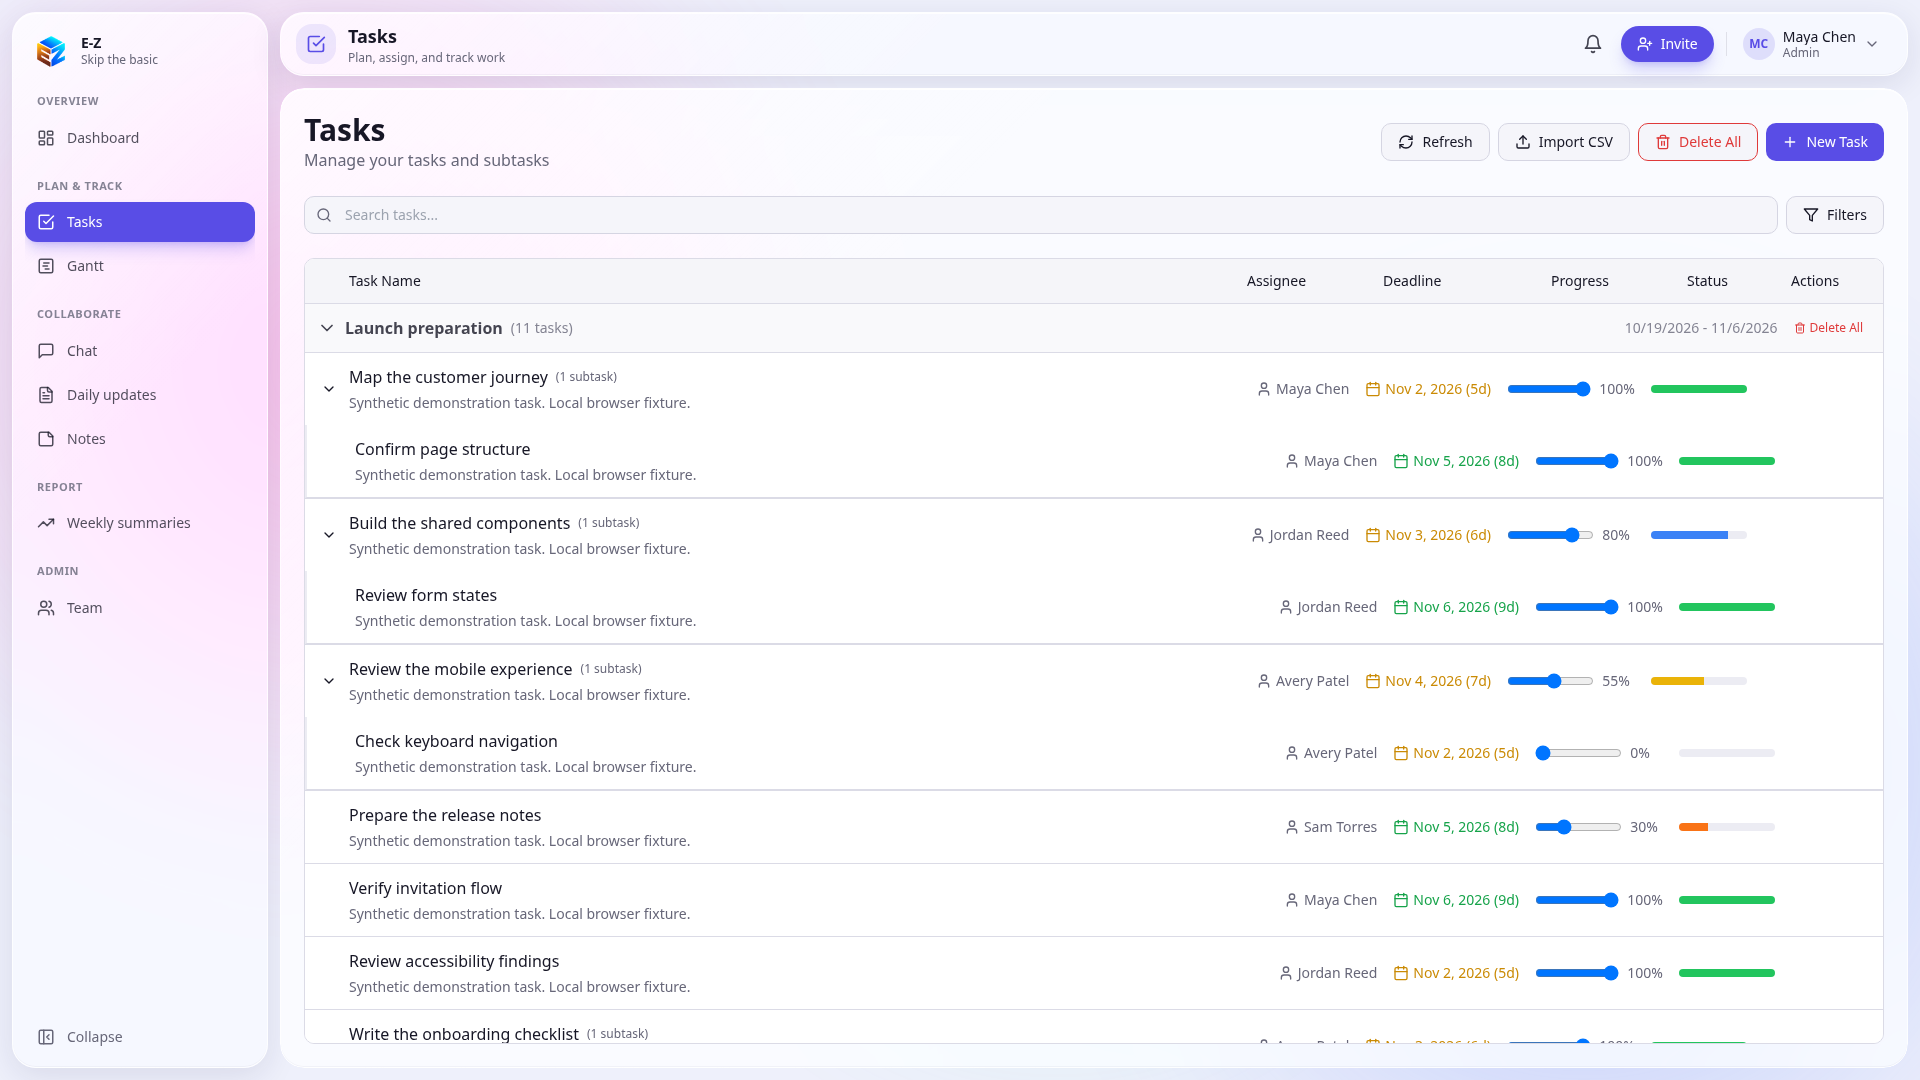 E-Z
Skip the basic
OVERVIEW
Dashboard
PLAN & TRACK
Tasks
Gantt
COLLABORATE
Chat
Daily updates
Notes
REPORT
Weekly summaries
ADMIN
Team
Collapse
Tasks
Plan, assign, and track work
Invite
MC
Maya Chen
Admin
Tasks
Manage your tasks and subtasks
Refresh
Import CSV
Delete All
New Task
Search tasks...
Filters
Task Name Assignee Deadline Progress Status Actions
Launch preparation (11 tasks) 10/19/2026 - 11/6/2026 Delete All
Map the customer journey (1 subtask)
Synthetic demonstration task. Local browser fixture.
Maya Chen Nov 2, 2026 (5d) 100%
Confirm page structure
Synthetic demonstration task. Local browser fixture.
Maya Chen Nov 5, 2026 (8d) 100%
Build the shared components (1 subtask)
Synthetic demonstration task. Local browser fixture.
Jordan Reed Nov 3, 2026 (6d) 80%
Review form states
Synthetic demonstration task. Local browser fixture.
Jordan Reed Nov 6, 2026 (9d) 100%
Review the mobile experience (1 subtask)
Synthetic demonstration task. Local browser fixture.
Avery Patel Nov 4, 2026 (7d) 55%
Check keyboard navigation
Synthetic demonstration task. Local browser fixture.
Avery Patel Nov 2, 2026 (5d) 0%
Prepare the release notes
Synthetic demonstration task. Local browser fixture.
Sam Torres Nov 5, 2026 (8d) 30%
Verify invitation flow
Synthetic demonstration task. Local browser fixture.
Maya Chen Nov 6, 2026 (9d) 100%
Review accessibility findings
Synthetic demonstration task. Local browser fixture.
Jordan Reed Nov 2, 2026 (5d) 100%
Write the onboarding checklist (1 subtask)